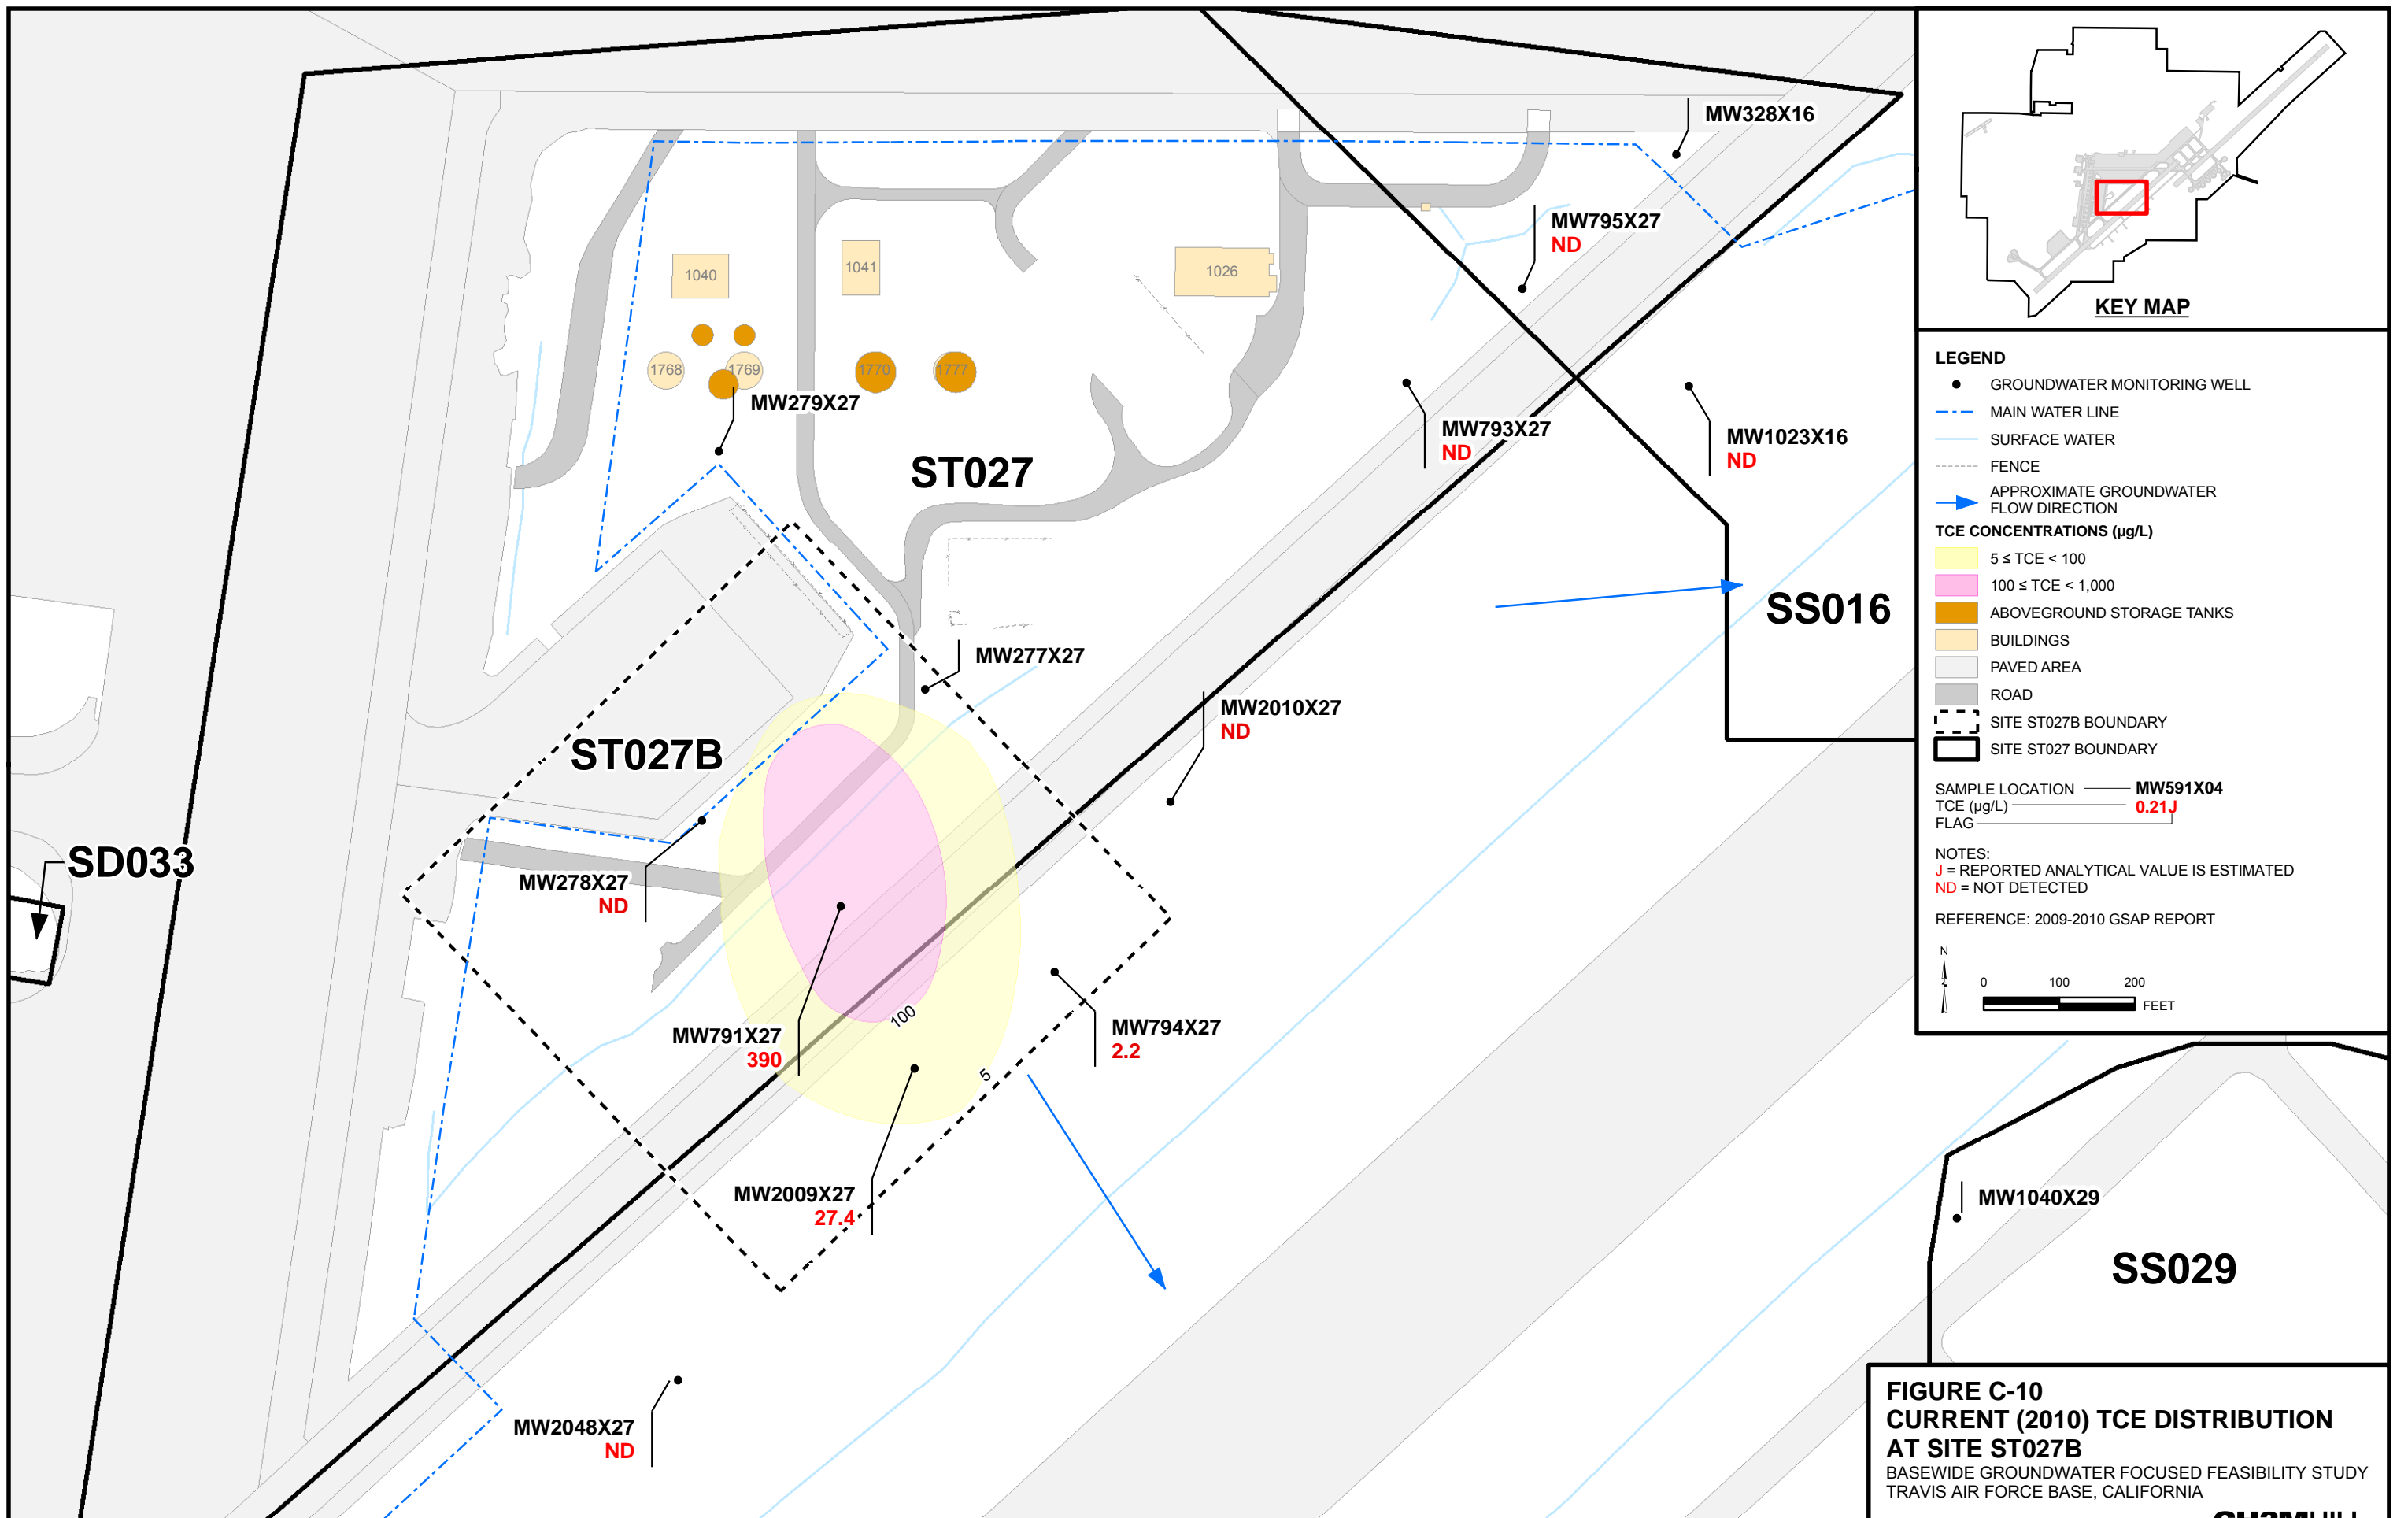 MW328X16
MW795X27
ND
1040
1041
1026
1768
1769
1770
1777
MW279X27
ST027
MW793X27
ND
MW1023X16
ND
SS016
MW277X27
MW2010X27
ND
ST027B
SD033
MW278X27
ND
MW791X27
390
100
MW794X27
2.2
5
MW2009X27
27.4
MW1040X29
SS029
MW2048X27
ND
KEY MAP
LEGEND
GROUNDWATER MONITORING WELL
MAIN WATER LINE
SURFACE WATER
FENCE
APPROXIMATE GROUNDWATER
FLOW DIRECTION
TCE CONCENTRATIONS (µg/L)
5 ≤ TCE < 100
100 ≤ TCE < 1,000
ABOVEGROUND STORAGE TANKS
BUILDINGS
PAVED AREA
ROAD
SITE ST027B BOUNDARY
SITE ST027 BOUNDARY
SAMPLE LOCATION MW591X04
TCE (µg/L) 0.21J
FLAG
NOTES:
J = REPORTED ANALYTICAL VALUE IS ESTIMATED
ND = NOT DETECTED
REFERENCE: 2009-2010 GSAP REPORT
N
0 100 200
FEET
FIGURE C-10
CURRENT (2010) TCE DISTRIBUTION
AT SITE ST027B
BASEWIDE GROUNDWATER FOCUSED FEASIBILITY STUDY
TRAVIS AIR FORCE BASE, CALIFORNIA